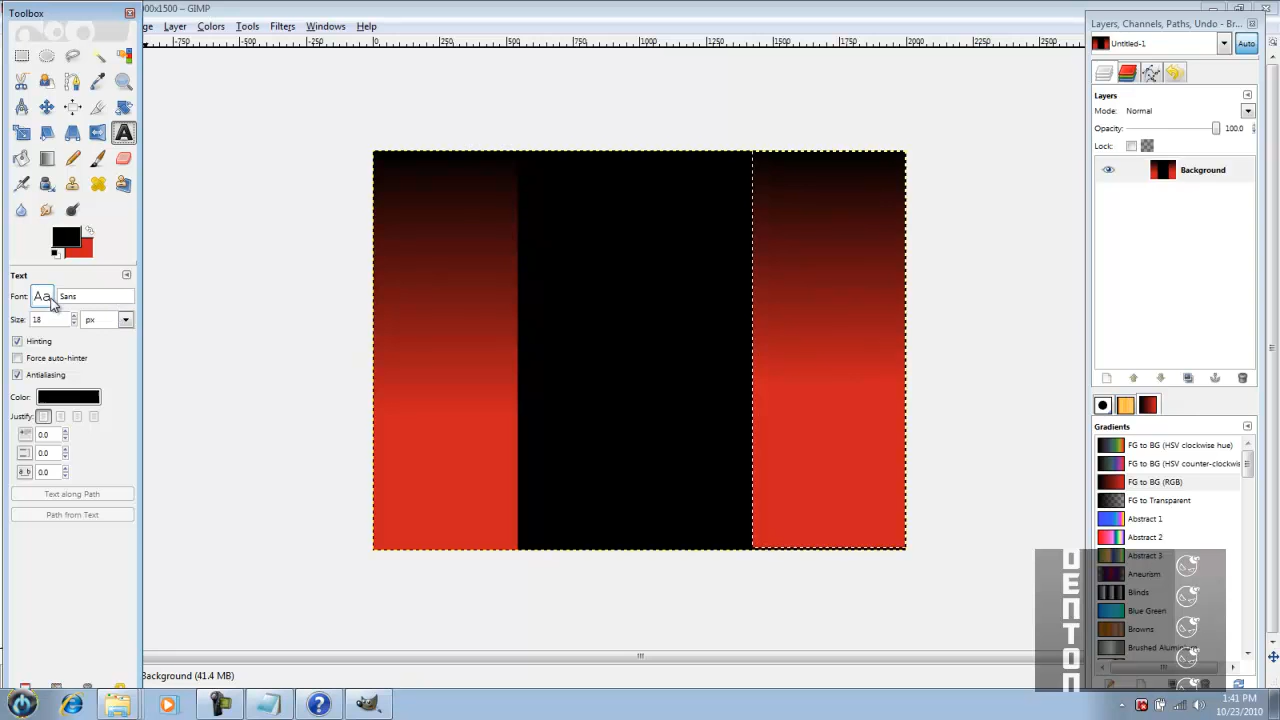 Toolbox
000x1500 – GIMP
ge Layer Colors Tools Filters Windows Help
-750 -500 -250 0 250 500 750 1000 1250 1500 1750 2000 2500
Text
Font: Aa Sans
Size: 18 px
Hinting
Force auto-hinter
Antialiasing
Color:
Justify:
0.0
0.0
0.0
Text along Path
Path from Text
Background (41.4 MB)
Layers, Channels, Paths, Undo - Br...
Untitled-1 Auto
Layers
Mode: Normal
Opacity: 100.0
Lock:
Background
Gradients
FG to BG (HSV clockwise hue)
FG to BG (HSV counter-clockwis
FG to BG (RGB)
FG to Transparent
Abstract 1
Abstract 2
Abstract 3
Aneurism
Blinds
Blue Green
Browns
Brushed Aluminium
DENTON
1:41 PM
10/23/2010